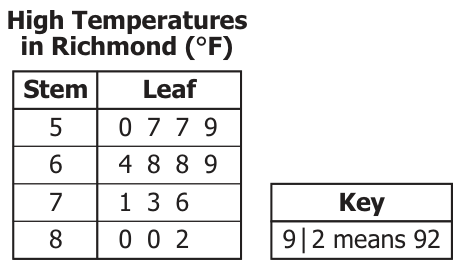 High Temperatures
in Richmond (°F)
Stem Leaf
5 0 7 7 9
6 4 8 8 9
7 1 3 6
8 0 0 2
Key
9|2 means 92